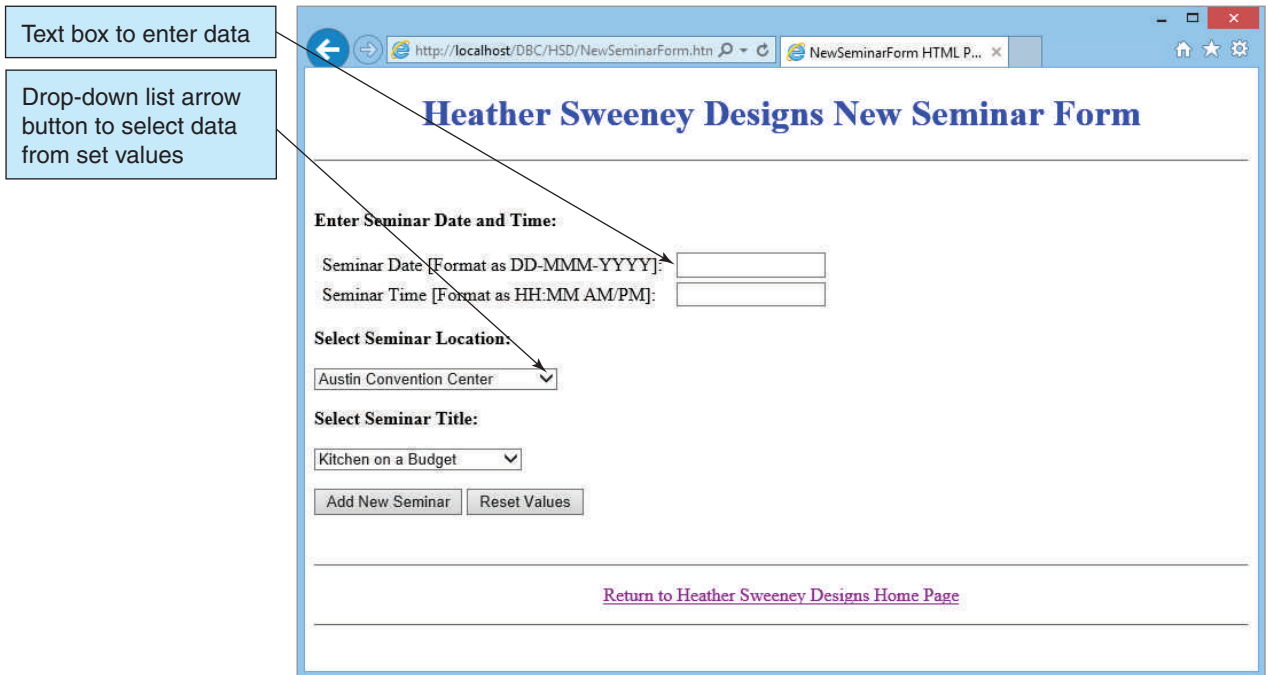 Text box to enter data
Drop-down list arrow
button to select data
from set values
http://localhost/DBC/HSD/NewSeminarForm.htn
NewSeminarForm HTML P...
Heather Sweeney Designs New Seminar Form
Enter Seminar Date and Time:
Seminar Date [Format as DD-MMM-YYYY]:
Seminar Time [Format as HH:MM AM/PM]:
Select Seminar Location:
Austin Convention Center
Select Seminar Title:
Kitchen on a Budget
Add New Seminar Reset Values
Return to Heather Sweeney Designs Home Page